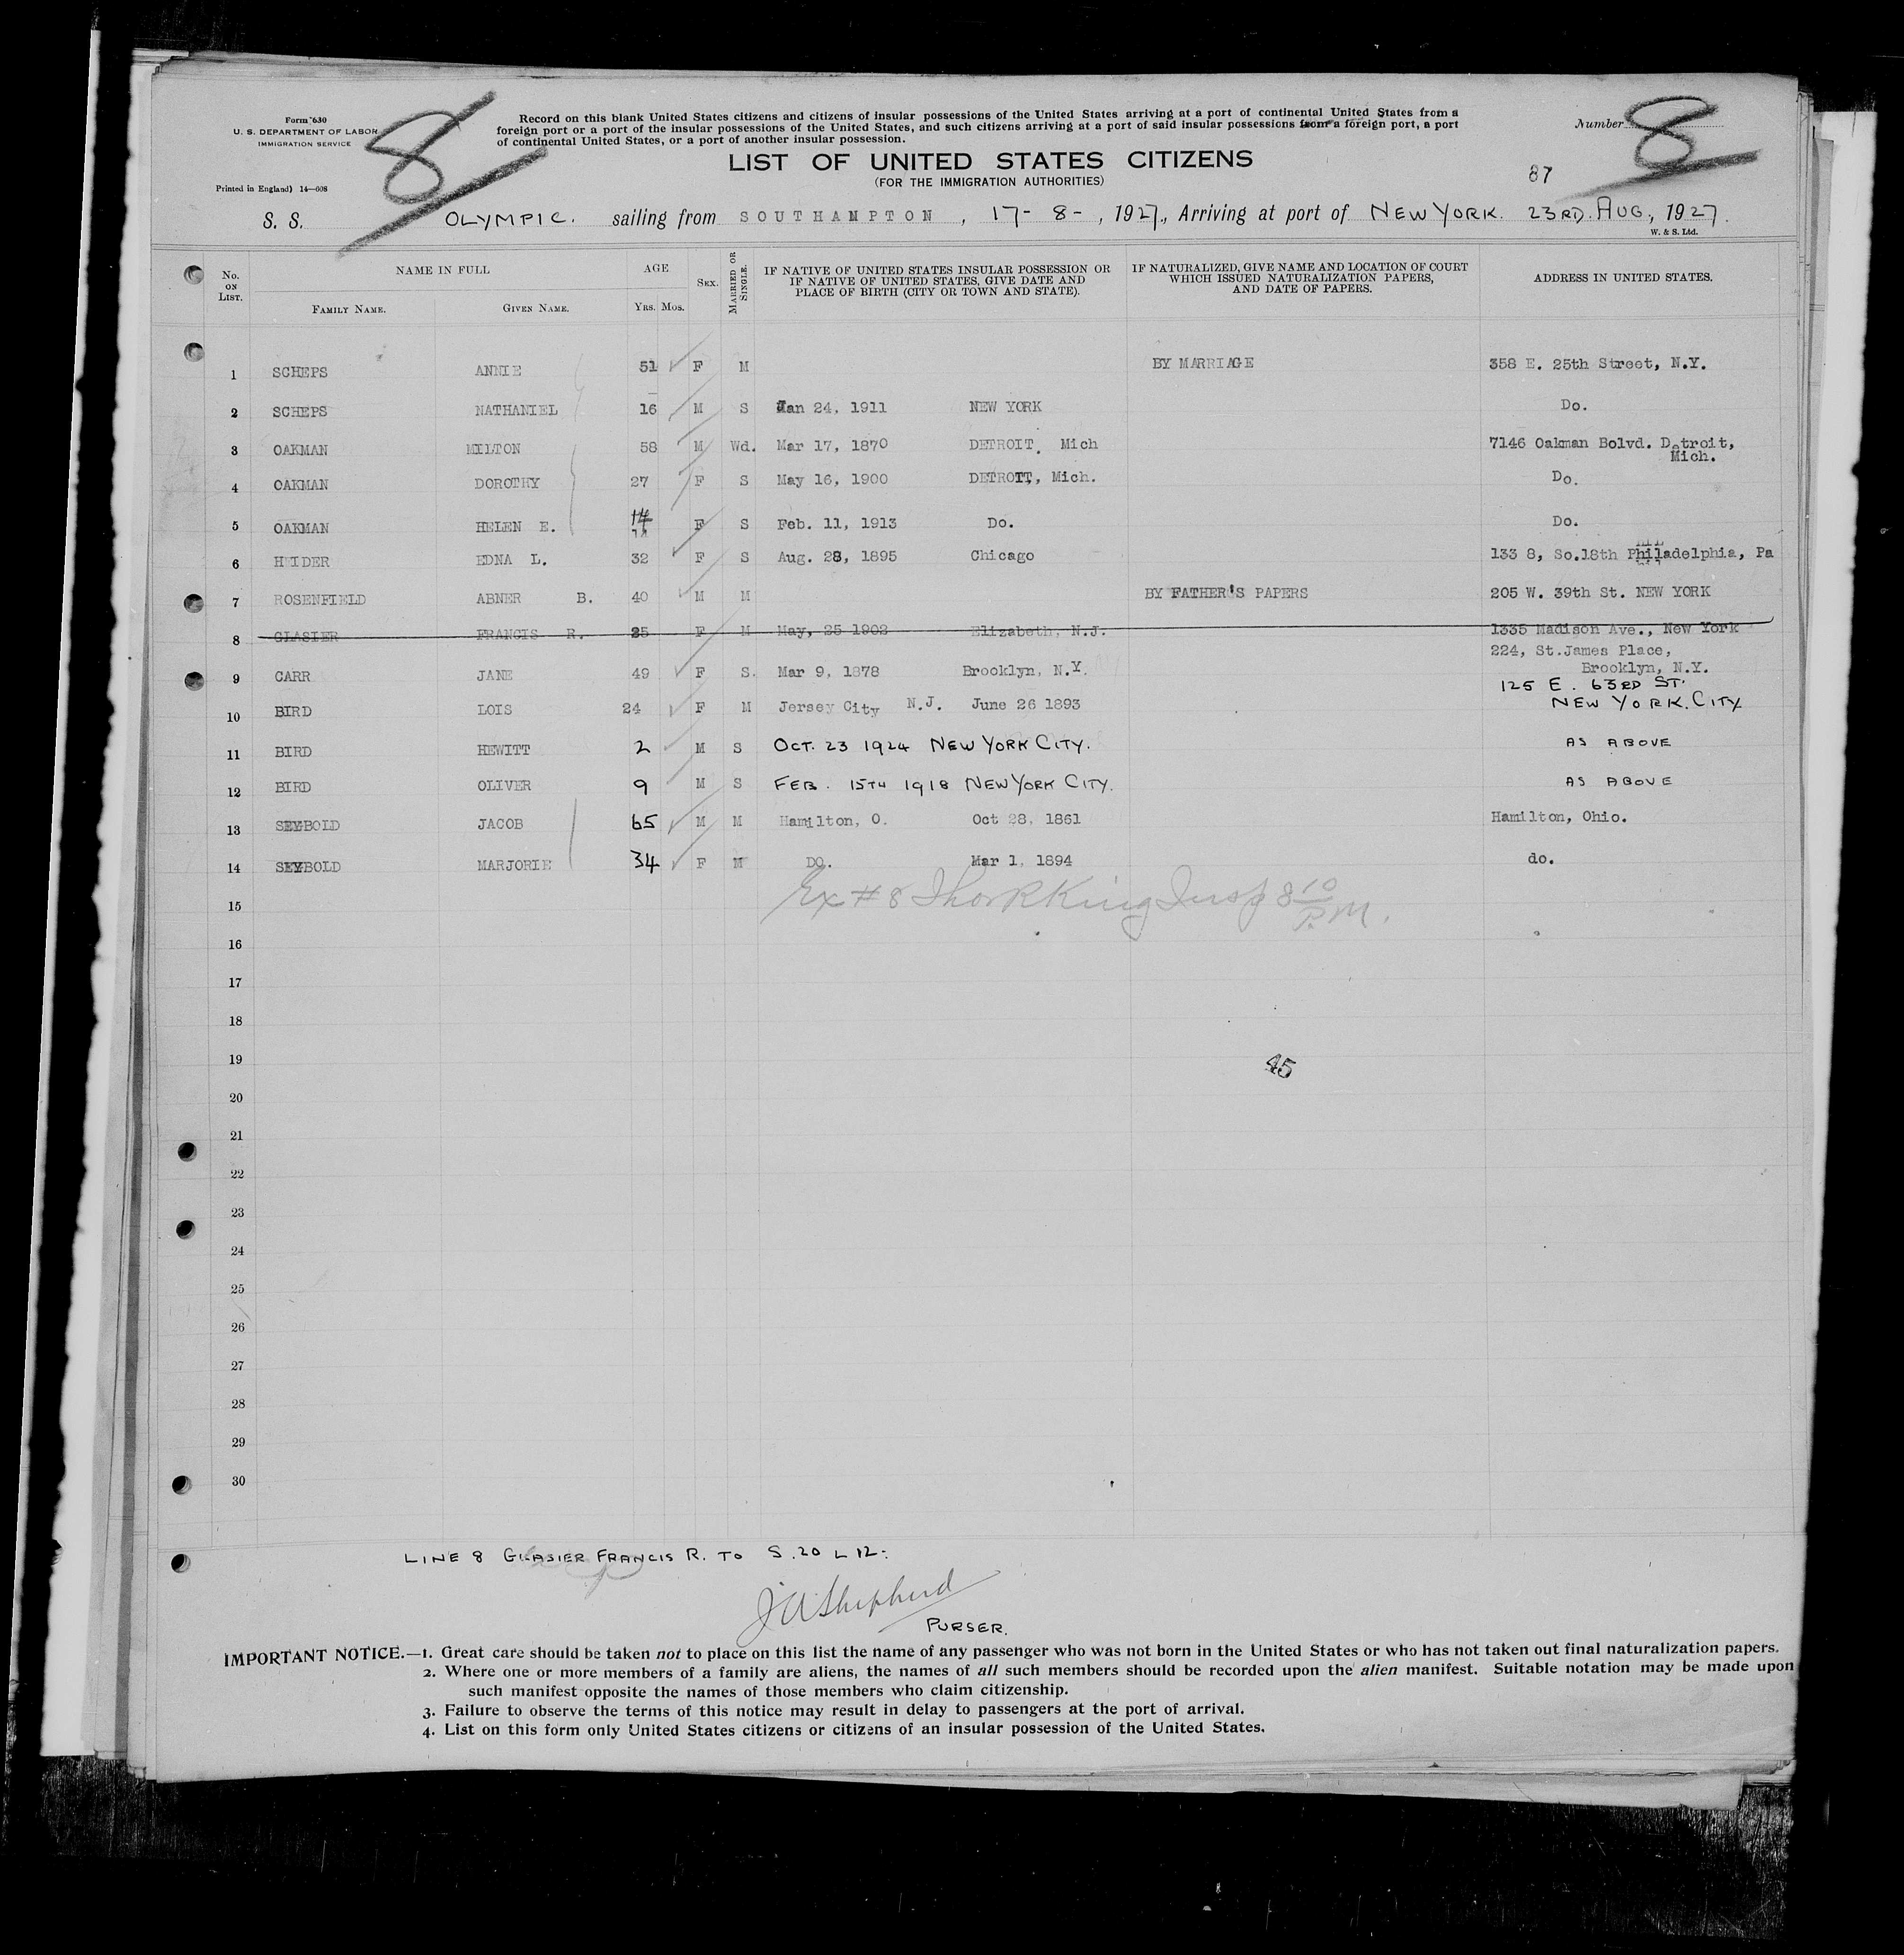 Form 630
U. S. DEPARTMENT OF LABOR
IMMIGRATION SERVICE
Printed in England) 14—608
8
Record on this blank United States citizens and citizens of insular possessions of the United States arriving at a port of continental United States from a
foreign port or a port of the insular possessions of the United States, and such citizens arriving at a port of said insular possessions from a foreign port, a port
of continental United States, or a port of another insular possession.
Number 8
LIST OF UNITED STATES CITIZENS
(FOR THE IMMIGRATION AUTHORITIES)
87
S. S. OLYMPIC. sailing from SOUTHAMPTON, 17- 8-, 1927., Arriving at port of NEW YORK. 23RD. AUG., 1927.
W. & S. Ltd.
No. ON LIST. NAME IN FULL FAMILY NAME. GIVEN NAME. AGE YRS. MOS. SEX. MARRIED OR SINGLE. IF NATIVE OF UNITED STATES INSULAR POSSESSION OR IF NATIVE OF UNITED STATES, GIVE DATE AND PLACE OF BIRTH (CITY OR TOWN AND STATE). IF NATURALIZED, GIVE NAME AND LOCATION OF COURT WHICH ISSUED NATURALIZATION PAPERS, AND DATE OF PAPERS. ADDRESS IN UNITED STATES.
1 SCHEPS ANNIE 51 F M BY MARRIAGE 358 E. 25th Street, N.Y.
2 SCHEPS NATHANIEL 16 M S Jan 24, 1911 NEW YORK Do.
3 OAKMAN MILTON 58 M Wd. Mar 17, 1870 DETROIT. Mich 7146 Oakman Bolvd. Detroit,
Mich.
4 OAKMAN DOROTHY 27 F S May 16, 1900 DETROIT, Mich. Do.
5 OAKMAN HELEN E. 14 F S Feb. 11, 1913 Do. Do.
6 HEIDER EDNA L. 32 F S Aug. 28, 1895 Chicago 133 8, So.18th Philadelphia, Pa
7 ROSENFIELD ABNER B. 40 M M BY FATHER'S PAPERS 205 W. 39th St. NEW YORK
8 GLASIER FRANCIS R. 25 F M May, 25 1902 Elizabeth, N.J. 1335 Madison Ave., New York
224, St.James Place,
9 CARR JANE 49 F S. Mar 9, 1878 Brooklyn, N.Y. Brooklyn, N.Y.
125 E. 63RD ST.
10 BIRD LOIS 24 F M Jersey City N.J. June 26 1893 NEW YORK. CITY
11 BIRD HEWITT 2 M S OCT. 23 1924 NEW YORK CITY. AS ABOVE
12 BIRD OLIVER 9 M S FEB. 15TH 1918 NEW YORK CITY. AS ABOVE
13 SEYBOLD JACOB 65 M M Hamilton, O. Oct 28, 1861 Hamilton, Ohio.
14 SEYBOLD MARJORIE 34 F M DO. Mar 1, 1894 do.
Ex # 8 King Insp 8 10 P.M.
15
16
17
18
19
45
20
21
22
23
24
25
26
27
28
29
30
LINE 8 GLASIER FRANCIS R. TO S. 20 L 12:
J A Shepherd
PURSER.
IMPORTANT NOTICE.—1. Great care should be taken not to place on this list the name of any passenger who was not born in the United States or who has not taken out final naturalization papers.
2. Where one or more members of a family are aliens, the names of all such members should be recorded upon the alien manifest. Suitable notation may be made upon
such manifest opposite the names of those members who claim citizenship.
3. Failure to observe the terms of this notice may result in delay to passengers at the port of arrival.
4. List on this form only United States citizens or citizens of an insular possession of the United States.